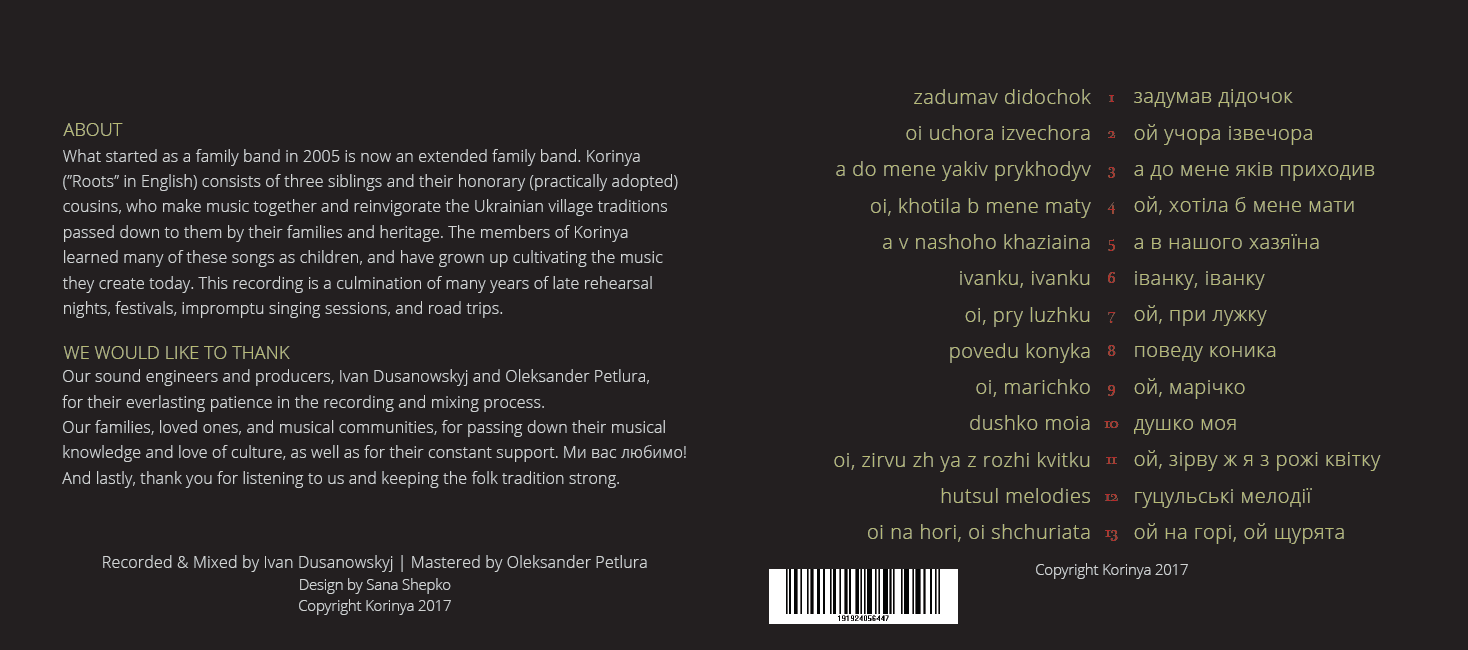 ABOUT
What started as a family band in 2005 is now an extended family band. Korinya
("Roots" in English) consists of three siblings and their honorary (practically adopted)
cousins, who make music together and reinvigorate the Ukrainian village traditions
passed down to them by their families and heritage. The members of Korinya
learned many of these songs as children, and have grown up cultivating the music
they create today. This recording is a culmination of many years of late rehearsal
nights, festivals, impromptu singing sessions, and road trips.
WE WOULD LIKE TO THANK
Our sound engineers and producers, Ivan Dusanowskyj and Oleksander Petlura,
for their everlasting patience in the recording and mixing process.
Our families, loved ones, and musical communities, for passing down their musical
knowledge and love of culture, as well as for their constant support. Ми вас любимо!
And lastly, thank you for listening to us and keeping the folk tradition strong.
Recorded & Mixed by Ivan Dusanowskyj | Mastered by Oleksander Petlura
Design by Sana Shepko
Copyright Korinya 2017
zadumav didochok 1 задумав дідочок
oi uchora izvechora 2 ой учора ізвечора
a do mene yakiv prykhodyv 3 а до мене яків приходив
oi, khotila b mene maty 4 ой, хотіла б мене мати
a v nashoho khaziaina 5 а в нашого хазяїна
ivanku, ivanku 6 іванку, іванку
oi, pry luzhku 7 ой, при лужку
povedu konyka 8 поведу коника
oi, marichko 9 ой, марічко
dushko moia 10 душко моя
oi, zirvu zh ya z rozhi kvitku 11 ой, зірву ж я з рожі квітку
hutsul melodies 12 гуцульські мелодії
oi na hori, oi shchuriata 13 ой на горі, ой щурята
Copyright Korinya 2017
191924056447